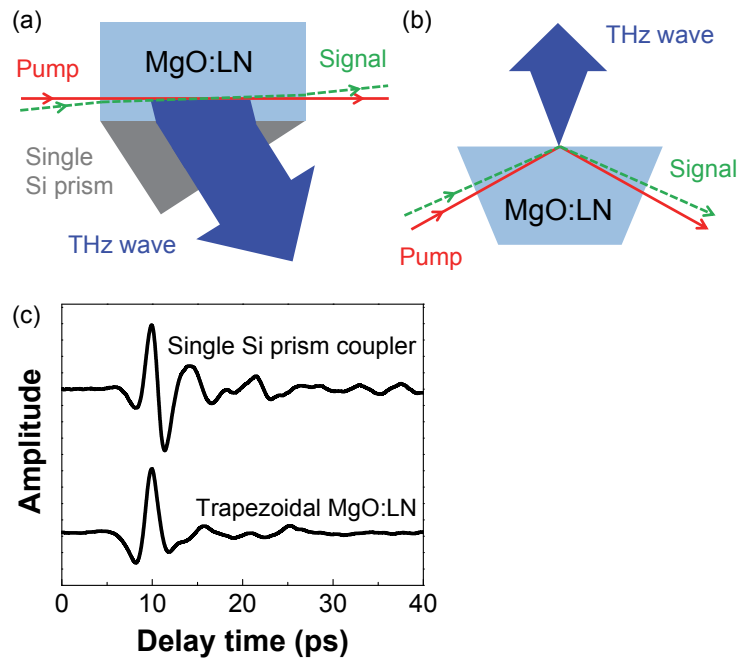 (a)
MgO:LN
Signal
Pump
Single
Si prism
THz wave
(b)
THz wave
Signal
MgO:LN
Pump
(c)
Single Si prism coupler
Trapezoidal MgO:LN
Amplitude
0 10 20 30 40
Delay time (ps)